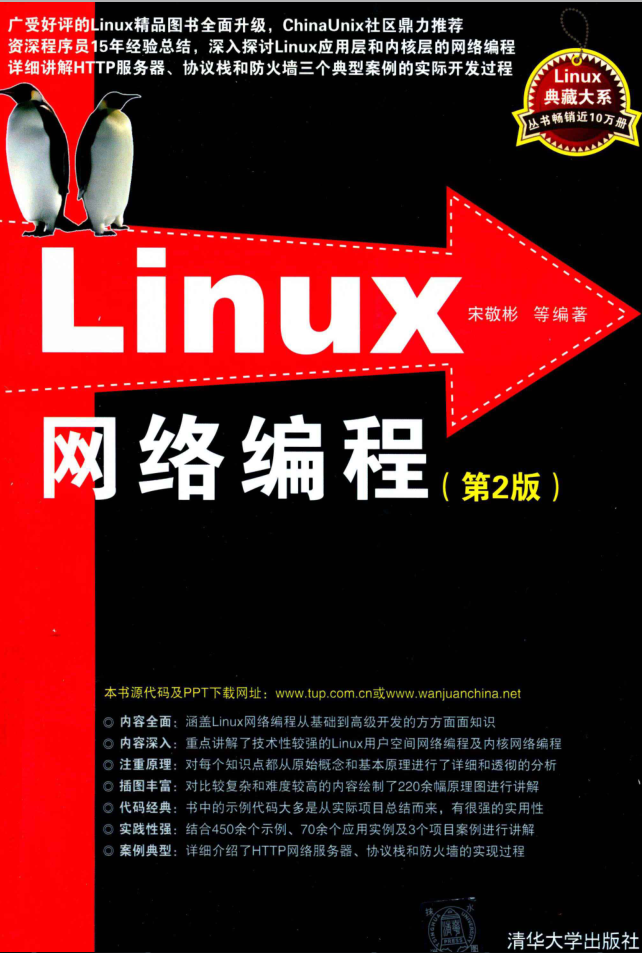 广受好评的Linux精品图书全面升级，ChinaUnix社区鼎力推荐
资深程序员15年经验总结，深入探讨Linux应用层和内核层的网络编程
详细讲解HTTP服务器、协议栈和防火墙三个典型案例的实际开发过程
Linux
典藏大系
丛书畅销近10万册
Linux
宋敬彬 等编著
网络编程（第2版）
本书源代码及PPT下载网址：www.tup.com.cn或www.wanjuanchina.net
◎ 内容全面：涵盖Linux网络编程从基础到高级开发的方方面面知识
◎ 内容深入：重点讲解了技术性较强的Linux用户空间网络编程及内核网络编程
◎ 注重原理：对每个知识点都从原始概念和基本原理进行了详细和透彻的分析
◎ 插图丰富：对比较复杂和难度较高的内容绘制了220余幅原理图进行讲解
◎ 代码经典：书中的示例代码大多是从实际项目总结而来，有很强的实用性
◎ 实践性强：结合450余个示例、70余个应用实例及3个项目案例进行讲解
◎ 案例典型：详细介绍了HTTP网络服务器、协议栈和防火墙的实现过程
清华大学出版社